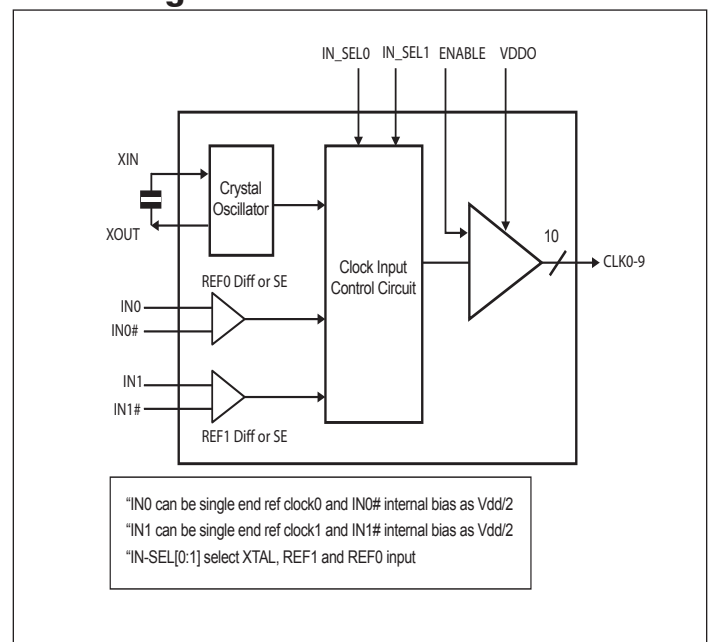 IN_SEL0 IN_SEL1 ENABLE VDDO
XIN
XOUT
Crystal
Oscillator
REF0 Diff or SE
IN0
IN0#
IN1
IN1#
REF1 Diff or SE
Clock Input
Control Circuit
10
CLK0-9
“IN0 can be single end ref clock0 and IN0# internal bias as Vdd/2
“IN1 can be single end ref clock1 and IN1# internal bias as Vdd/2
“IN-SEL[0:1] select XTAL, REF1 and REF0 input